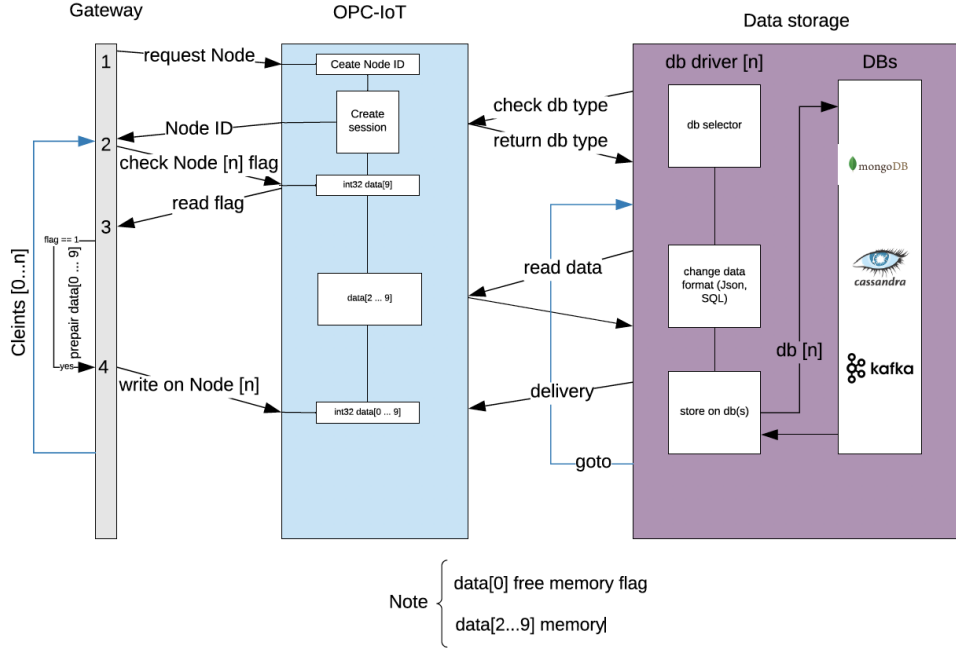 Gateway
OPC-IoT
Data storage
1
request Node
Ceate Node ID
Create
session
Node ID
2
check Node [n] flag
int32 data[9]
read flag
3
flag == 1
prepair data[0 ... 9]
yes
4
Cleints [0...n]
write on Node [n]
data[2 ... 9]
int32 data[0 ... 9]
check db type
return db type
read data
delivery
goto
db driver [n]
DBs
db selector
change data
format (Json,
SQL)
store on db(s)
db [n]
mongoDB
cassandra
kafka
Note
data[0] free memory flag
data[2...9] memory